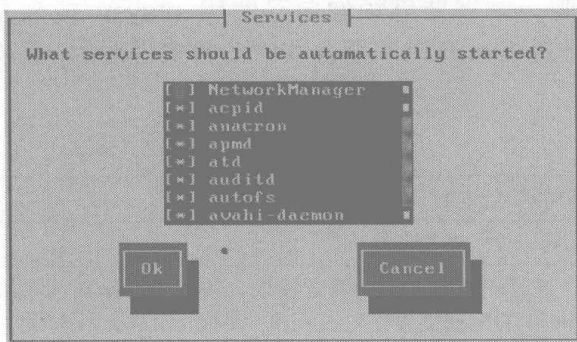 Services
What services should be automatically started?
[ ] NetworkManager
[*] acpid
[*] anacron
[*] apmd
[*] atd
[*] auditd
[*] autofs
[*] avahi-daemon
Ok
Cancel